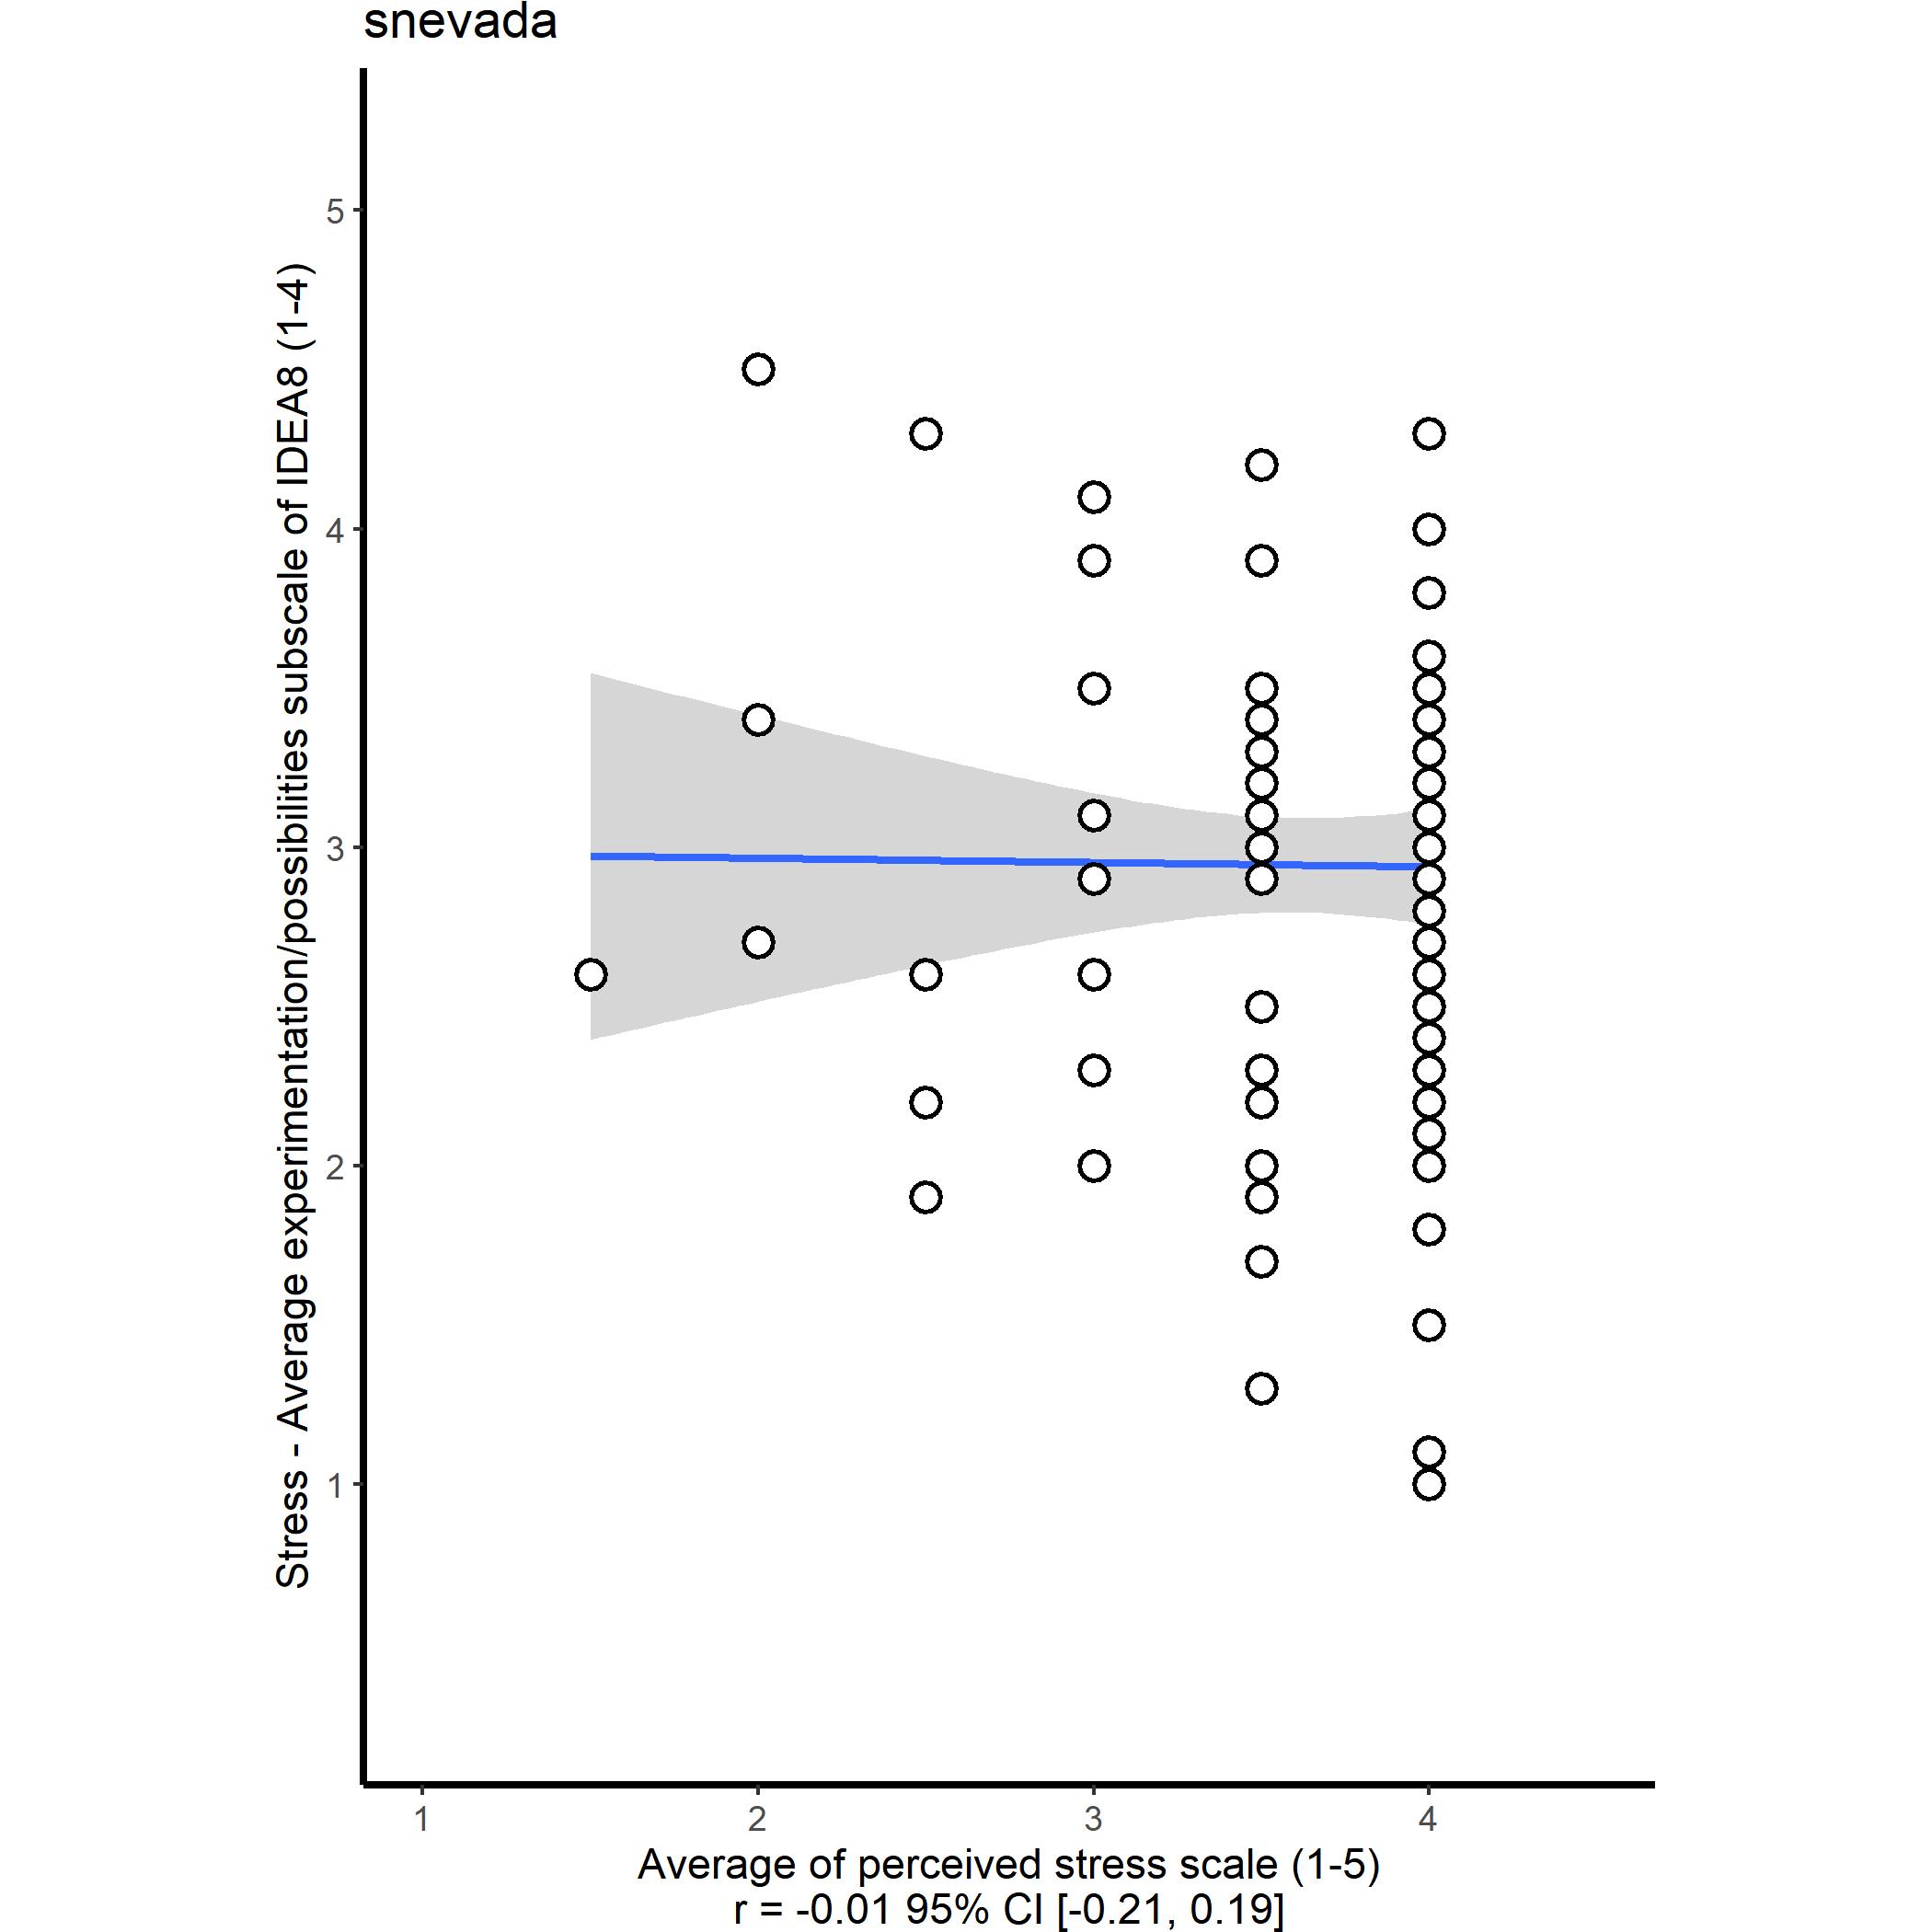 snevada
Stress - Average experimentation/possibilities subscale of IDEA8 (1-4)
5
4
3
2
1
1
2
3
4
Average of perceived stress scale (1-5)
r = -0.01 95% CI [-0.21, 0.19]